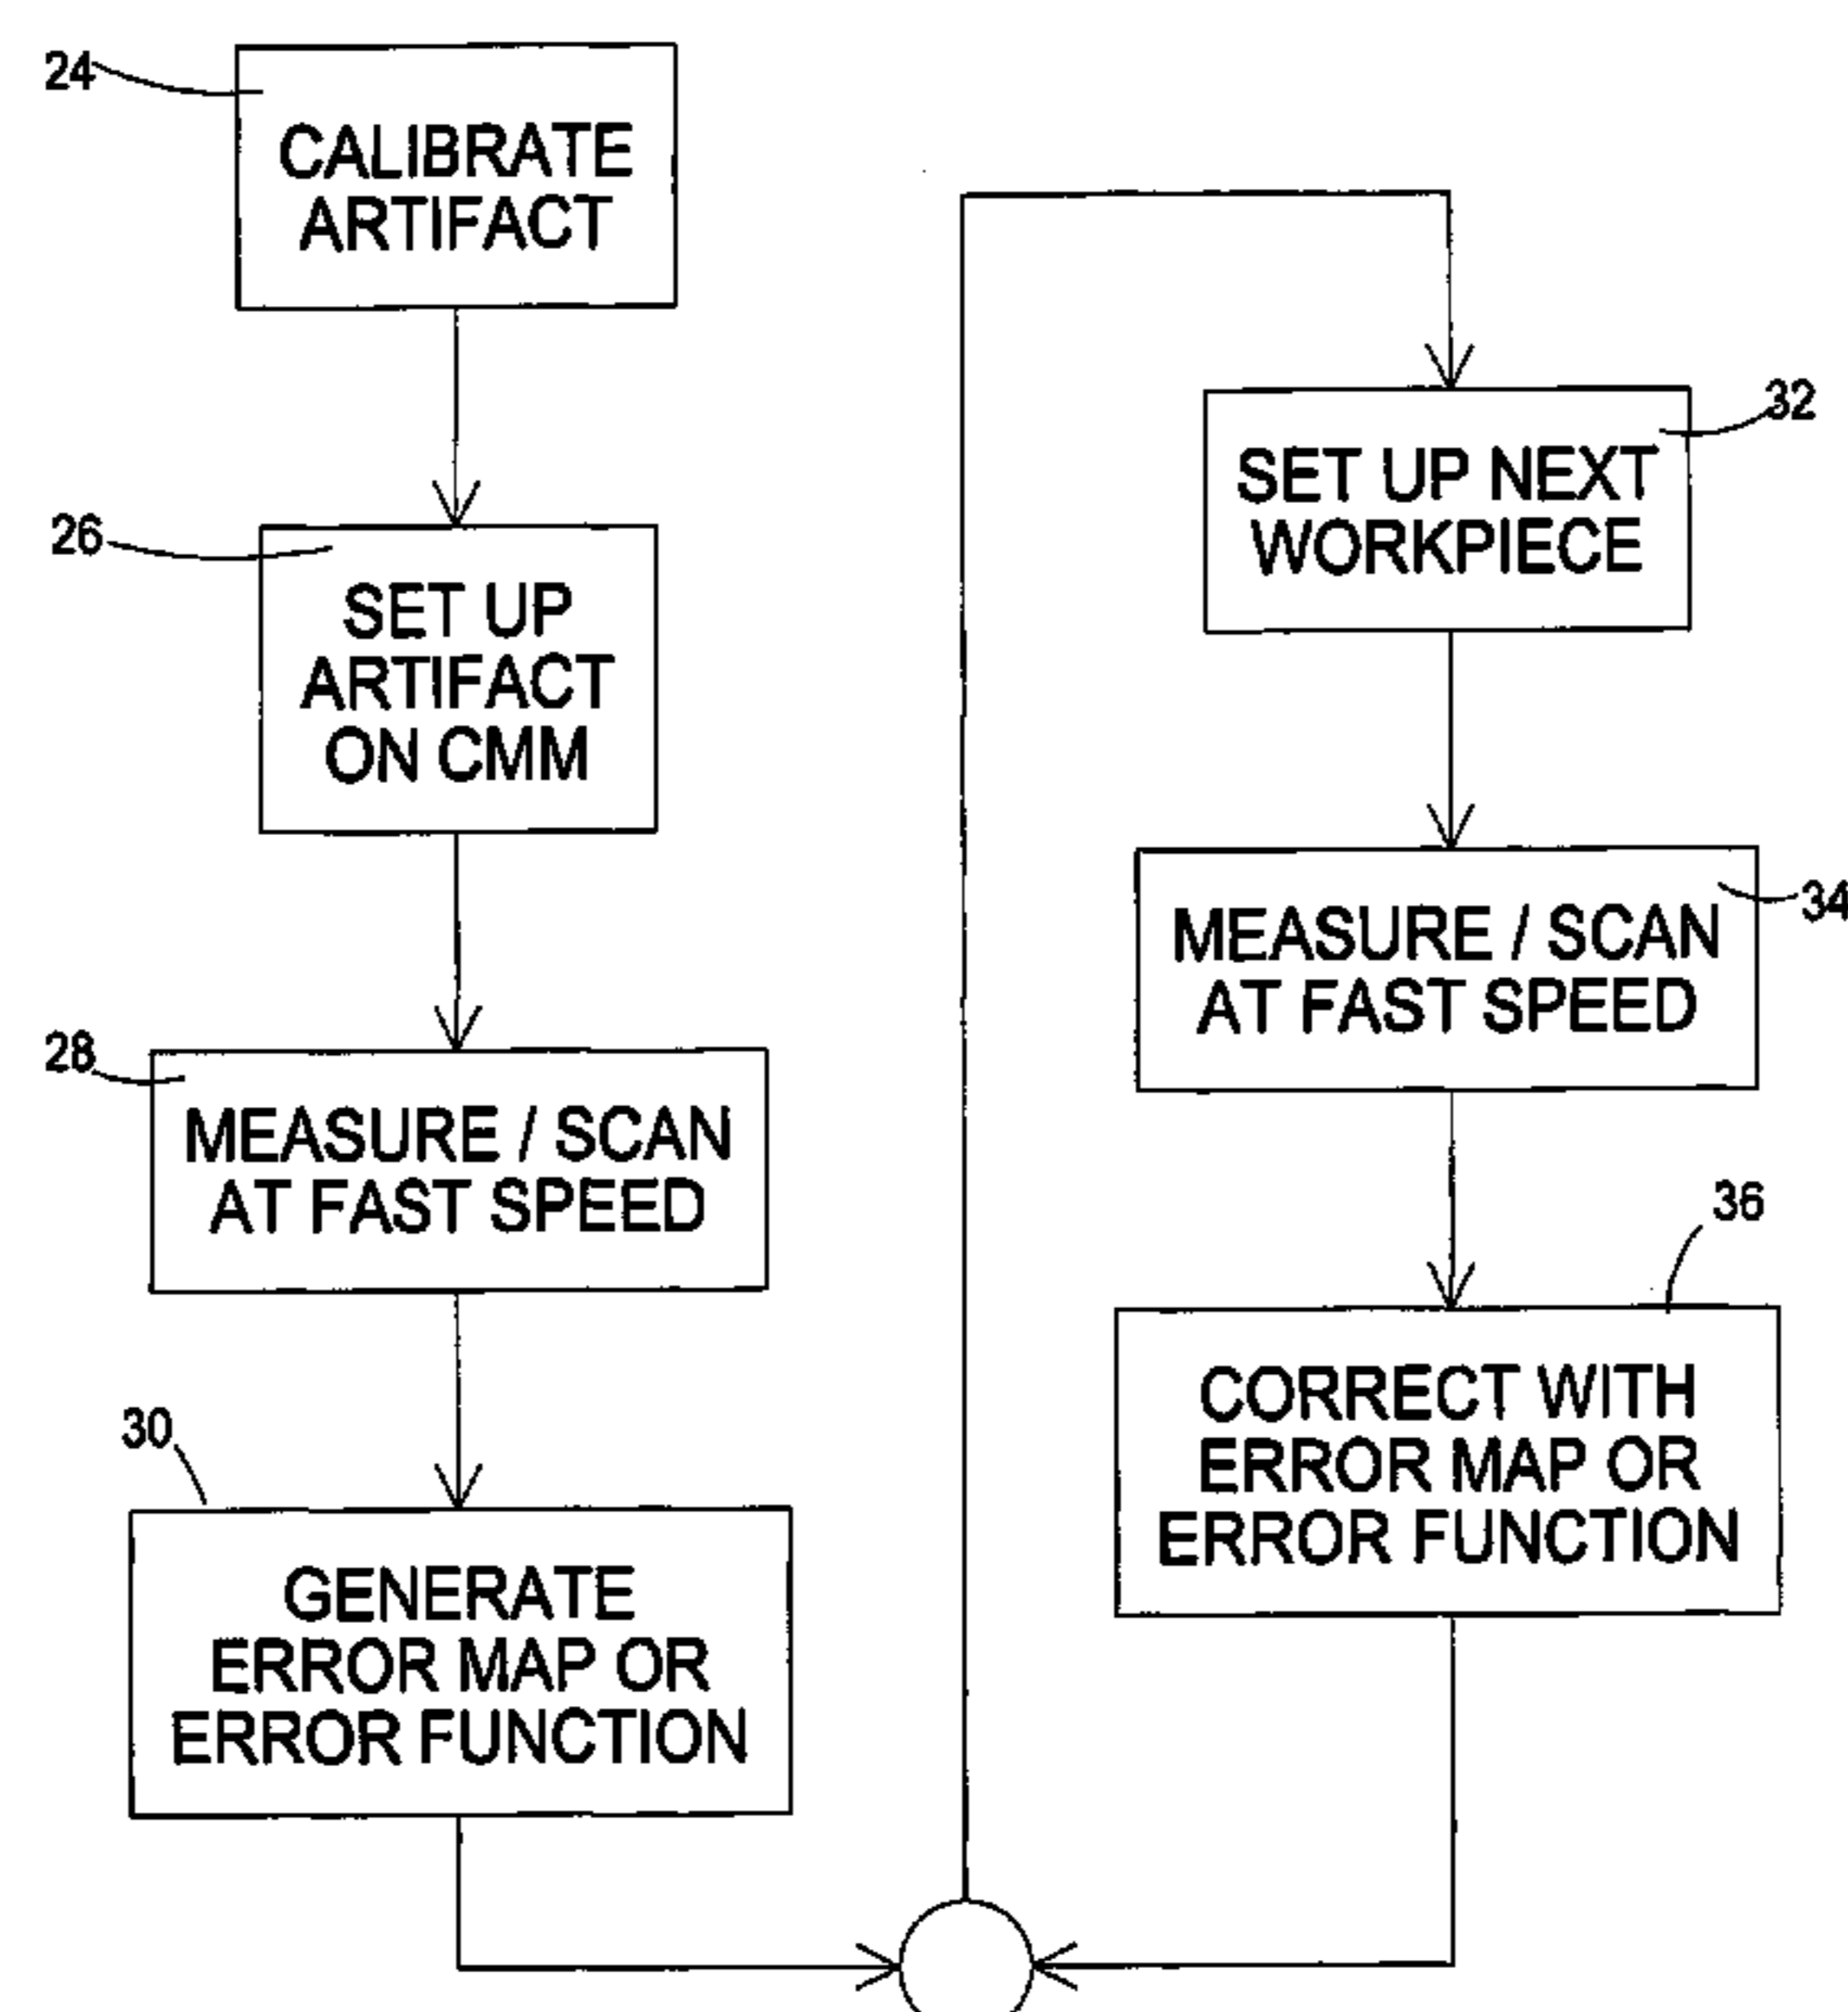 24
CALIBRATE
ARTIFACT
26
SET UP
ARTIFACT
ON CMM
28
MEASURE / SCAN
AT FAST SPEED
30
GENERATE
ERROR MAP OR
ERROR FUNCTION
32
SET UP NEXT
WORKPIECE
34
MEASURE / SCAN
AT FAST SPEED
36
CORRECT WITH
ERROR MAP OR
ERROR FUNCTION